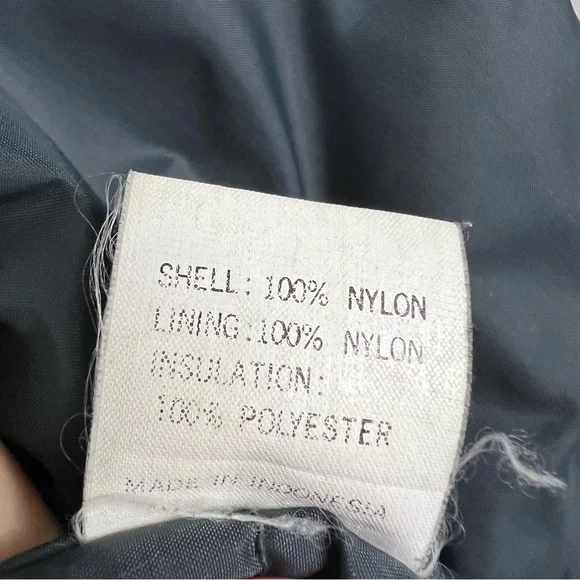 SHELL: 100% NYLON
LINING:100% NYLON
INSULATION:
100% POLYESTER
MADE IN INDONESIA